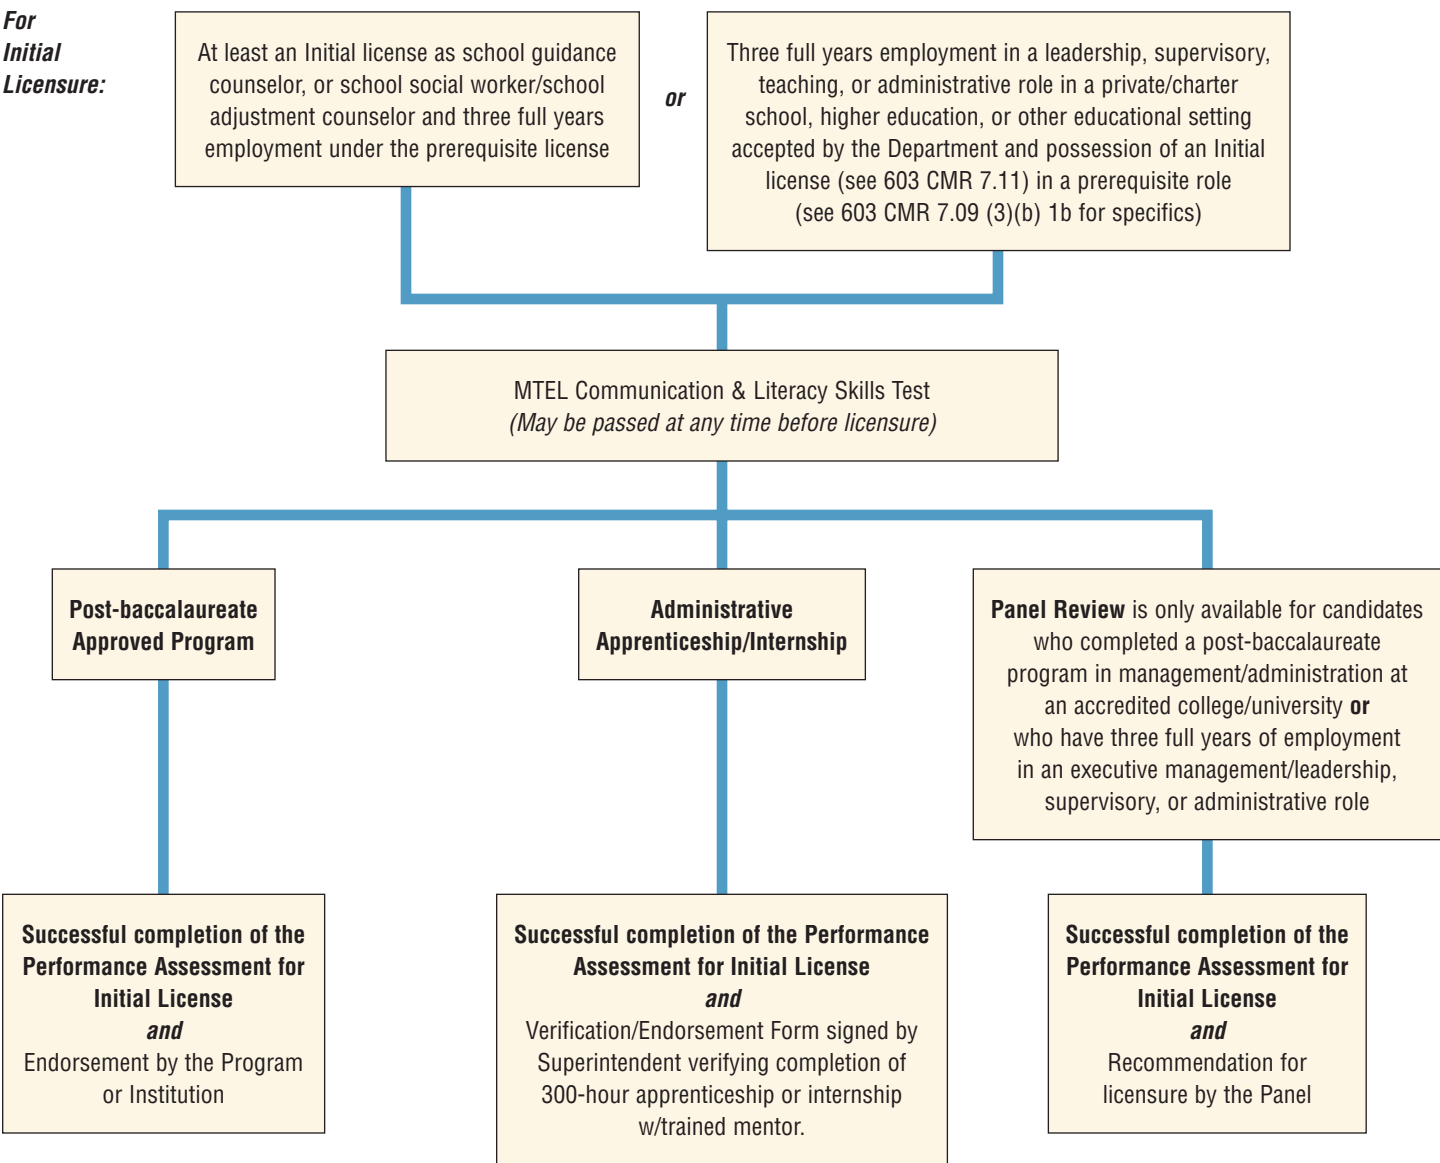 For
Initial
Licensure:
At least an Initial license as school guidance
counselor, or school social worker/school
adjustment counselor and three full years
employment under the prerequisite license
or
Three full years employment in a leadership, supervisory,
teaching, or administrative role in a private/charter
school, higher education, or other educational setting
accepted by the Department and possession of an Initial
license (see 603 CMR 7.11) in a prerequisite role
(see 603 CMR 7.09 (3)(b) 1b for specifics)
MTEL Communication & Literacy Skills Test
(May be passed at any time before licensure)
Post-baccalaureate
Approved Program
Administrative
Apprenticeship/Internship
Panel Review is only available for candidates
who completed a post-baccalaureate
program in management/administration at
an accredited college/university or
who have three full years of employment
in an executive management/leadership,
supervisory, or administrative role
Successful completion of the
Performance Assessment for
Initial License
and
Endorsement by the Program
or Institution
Successful completion of the Performance
Assessment for Initial License
and
Verification/Endorsement Form signed by
Superintendent verifying completion of
300-hour apprenticeship or internship
w/trained mentor.
Successful completion of the
Performance Assessment for
Initial License
and
Recommendation for
licensure by the Panel